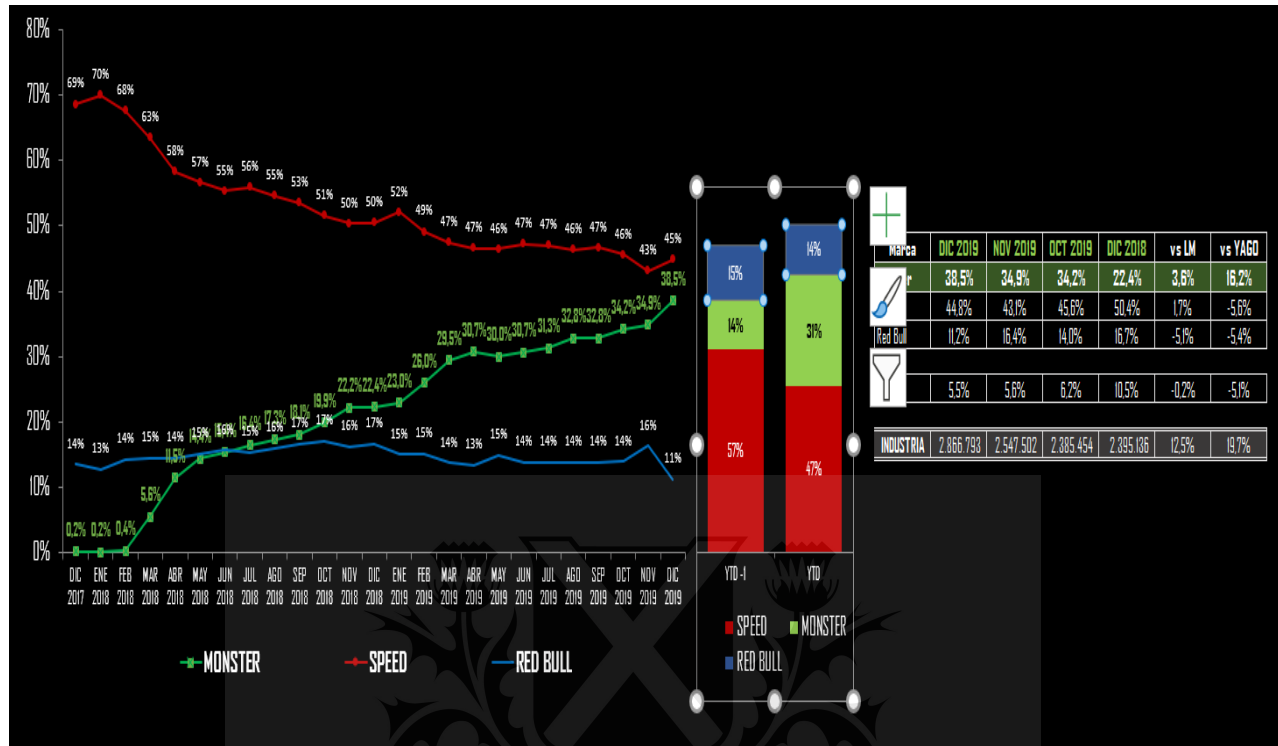 80%
70%
60%
50%
40%
30%
20%
10%
0%
69% 70% 68% 63% 58% 57% 55% 56% 55% 53% 51% 50% 50% 52% 49% 47% 47% 46% 47% 47% 46% 47% 46% 43% 45%
0,2% 0,2% 0,4% 5,6% 11,5% 16,4% 17,3% 18,1% 19,9% 22,2% 22,4% 23,0% 26,0% 29,5% 30,7% 30,0% 30,7% 31,3% 32,8% 32,8% 34,2% 34,9% 38,5%
14% 13% 14% 15% 14% 15% 16% 15% 16% 17% 17% 16% 17% 15% 15% 14% 13% 15% 14% 14% 14% 14% 14% 16% 11%
DIC ENE FEB MAR ABR MAY JUN JUL AGO SEP OCT NOV DIC ENE FEB MAR ABR MAY JUN JUL AGO SEP OCT NOV DIC
2017 2018 2018 2018 2018 2018 2018 2018 2018 2018 2018 2018 2018 2019 2019 2019 2019 2019 2019 2019 2019 2019 2019 2019 2019
MONSTER SPEED RED BULL
15% 14%
14% 31%
57% 47%
YTD -1 YTD
SPEED MONSTER
RED BULL
Marca DIC 2019 NOV 2019 OCT 2019 DIC 2018 vs LM vs YAGO
r 38,5% 34,9% 34,2% 22,4% 3,6% 16,2%
44,8% 43,1% 45,6% 50,4% 1,7% -5,6%
Red Bull 11,2% 16,4% 14,0% 16,7% -5,1% -5,4%
5,5% 5,6% 6,2% 10,5% -0,2% -5,1%
INDUSTRIA 2.866.793 2.547.502 2.385.454 2.395.136 12,5% 19,7%